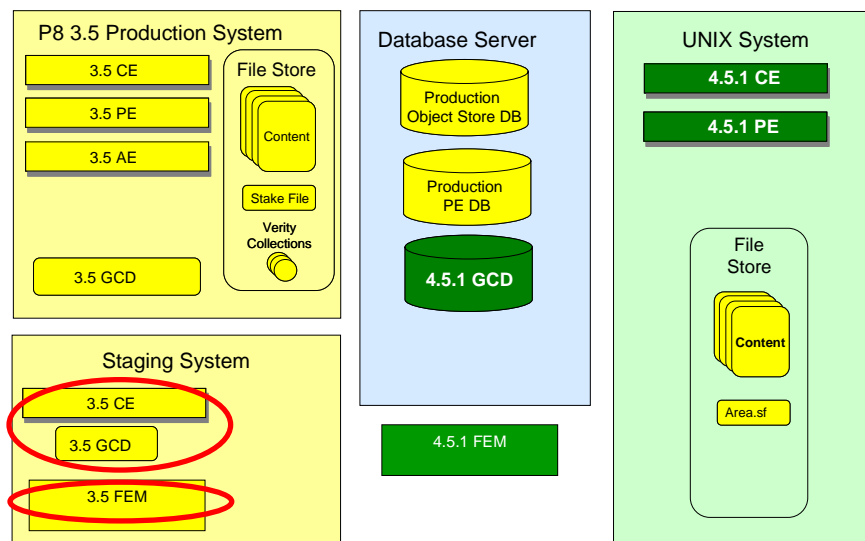 P8 3.5 Production System
3.5 CE
3.5 PE
3.5 AE
3.5 GCD
File Store
Content
Stake File
Verity
Collections
Staging System
3.5 CE
3.5 GCD
3.5 FEM
Database Server
Production
Object Store DB
Production
PE DB
4.5.1 GCD
4.5.1 FEM
UNIX System
4.5.1 CE
4.5.1 PE
File
Store
Content
Area.sf